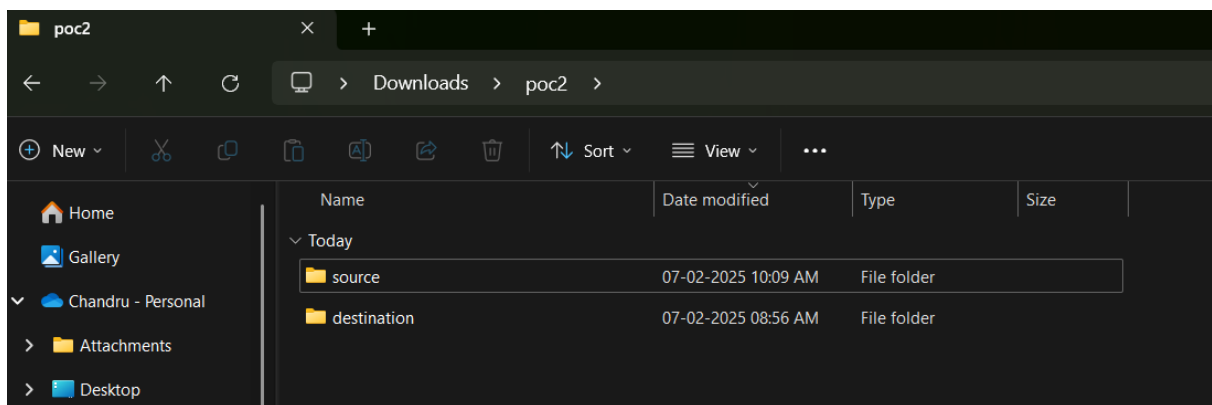 poc2
Downloads > poc2 >
New Sort View
Name Date modified Type Size
Home
Today
Gallery
source 07-02-2025 10:09 AM File folder
Chandru - Personal
destination 07-02-2025 08:56 AM File folder
Attachments
Desktop